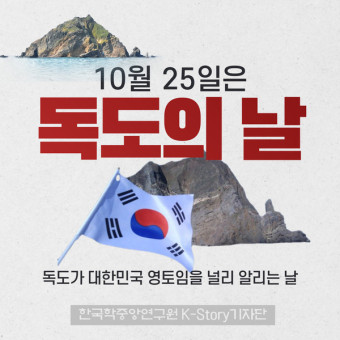 10월 25일은
독도의 날
독도가 대한민국 영토임을 널리 알리는 날
한국학중앙연구원 K-Story기자단